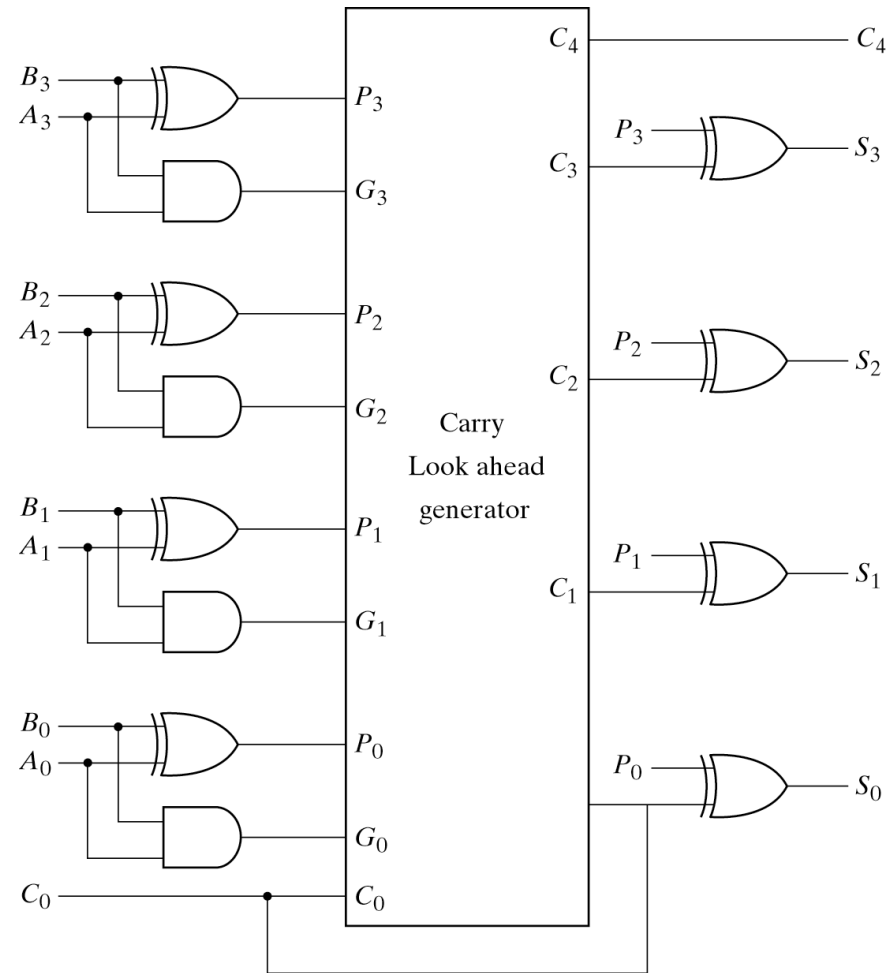 B₃
A₃
P₃
G₃
B₂
A₂
P₂
G₂
B₁
A₁
P₁
G₁
B₀
A₀
P₀
G₀
C₀
C₀
Carry
Look ahead
generator
C₄
C₄
P₃
C₃
S₃
P₂
C₂
S₂
P₁
C₁
S₁
P₀
S₀